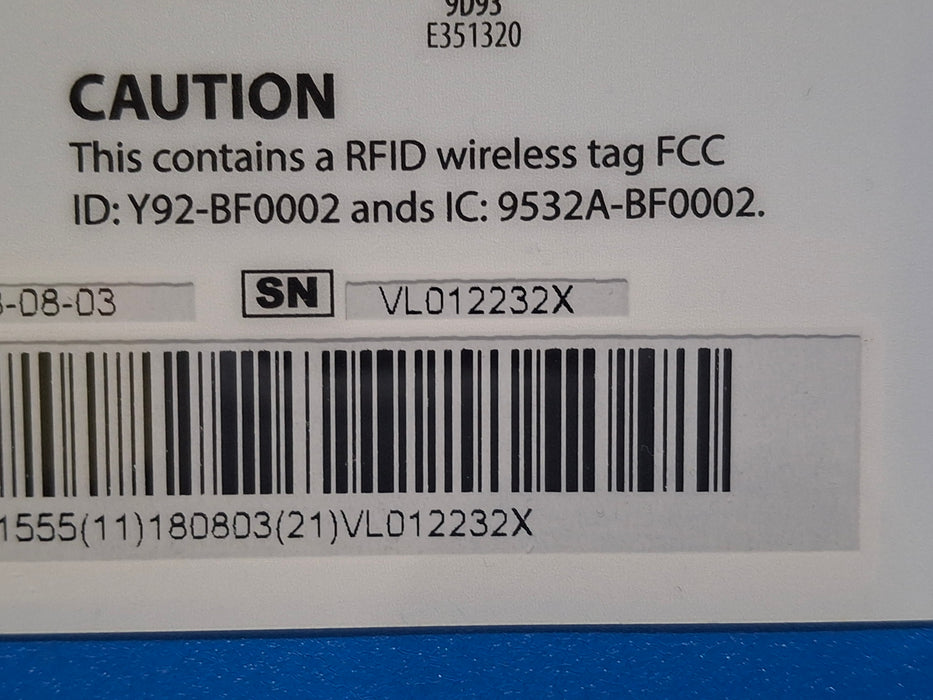 9D93
E351320
CAUTION
This contains a RFID wireless tag FCC
ID: Y92-BF0002 ands IC: 9532A-BF0002.
-08-03 SN VL012232X
1555(11)180803(21)VL012232X